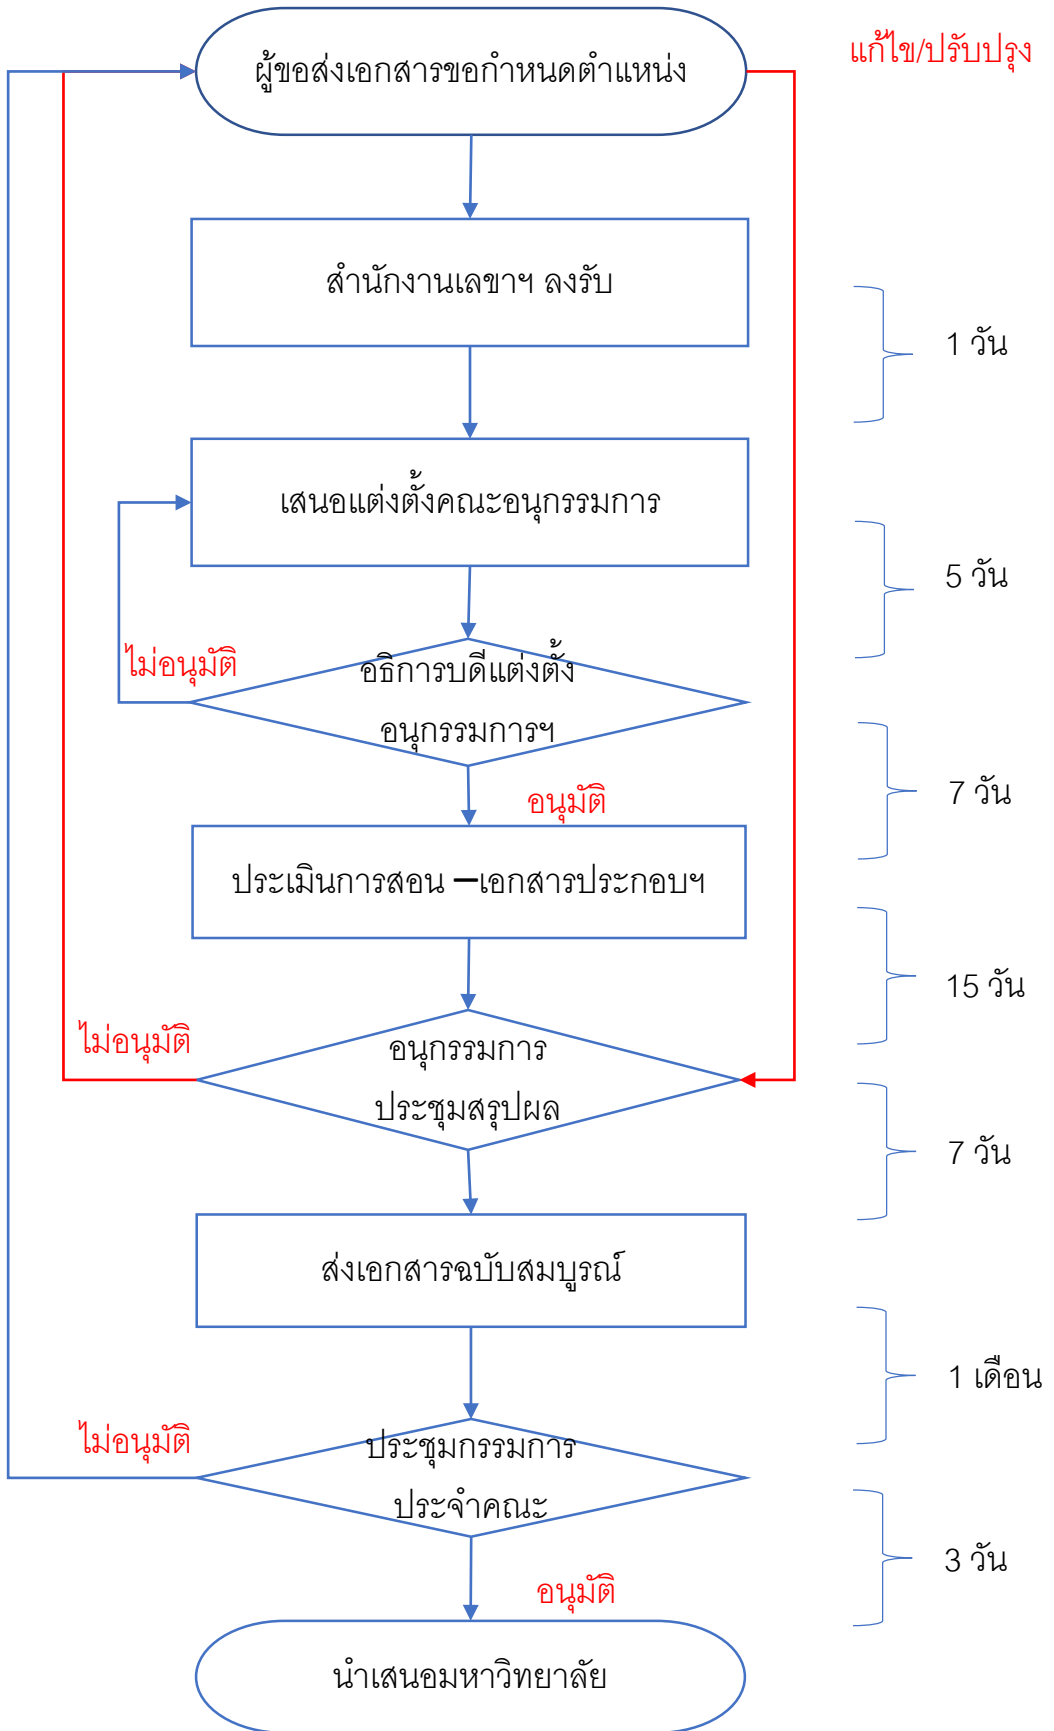 ผู้ขอส่งเอกสารขอกำหนดตำแหน่ง
แก้ไข/ปรับปรุง
สำนักงานเลขาฯ ลงรับ
1 วัน
เสนอแต่งตั้งคณะอนุกรรมการ
5 วัน
ไม่อนุมัติ
อธิการบดีแต่งตั้ง
อนุกรรมการฯ
7 วัน
อนุมัติ
ประเมินการสอน –เอกสารประกอบฯ
15 วัน
ไม่อนุมัติ
อนุกรรมการ
ประชุมสรุปผล
7 วัน
ส่งเอกสารฉบับสมบูรณ์
1 เดือน
ไม่อนุมัติ
ประชุมกรรมการ
ประจำคณะ
3 วัน
อนุมัติ
นำเสนอมหาวิทยาลัย